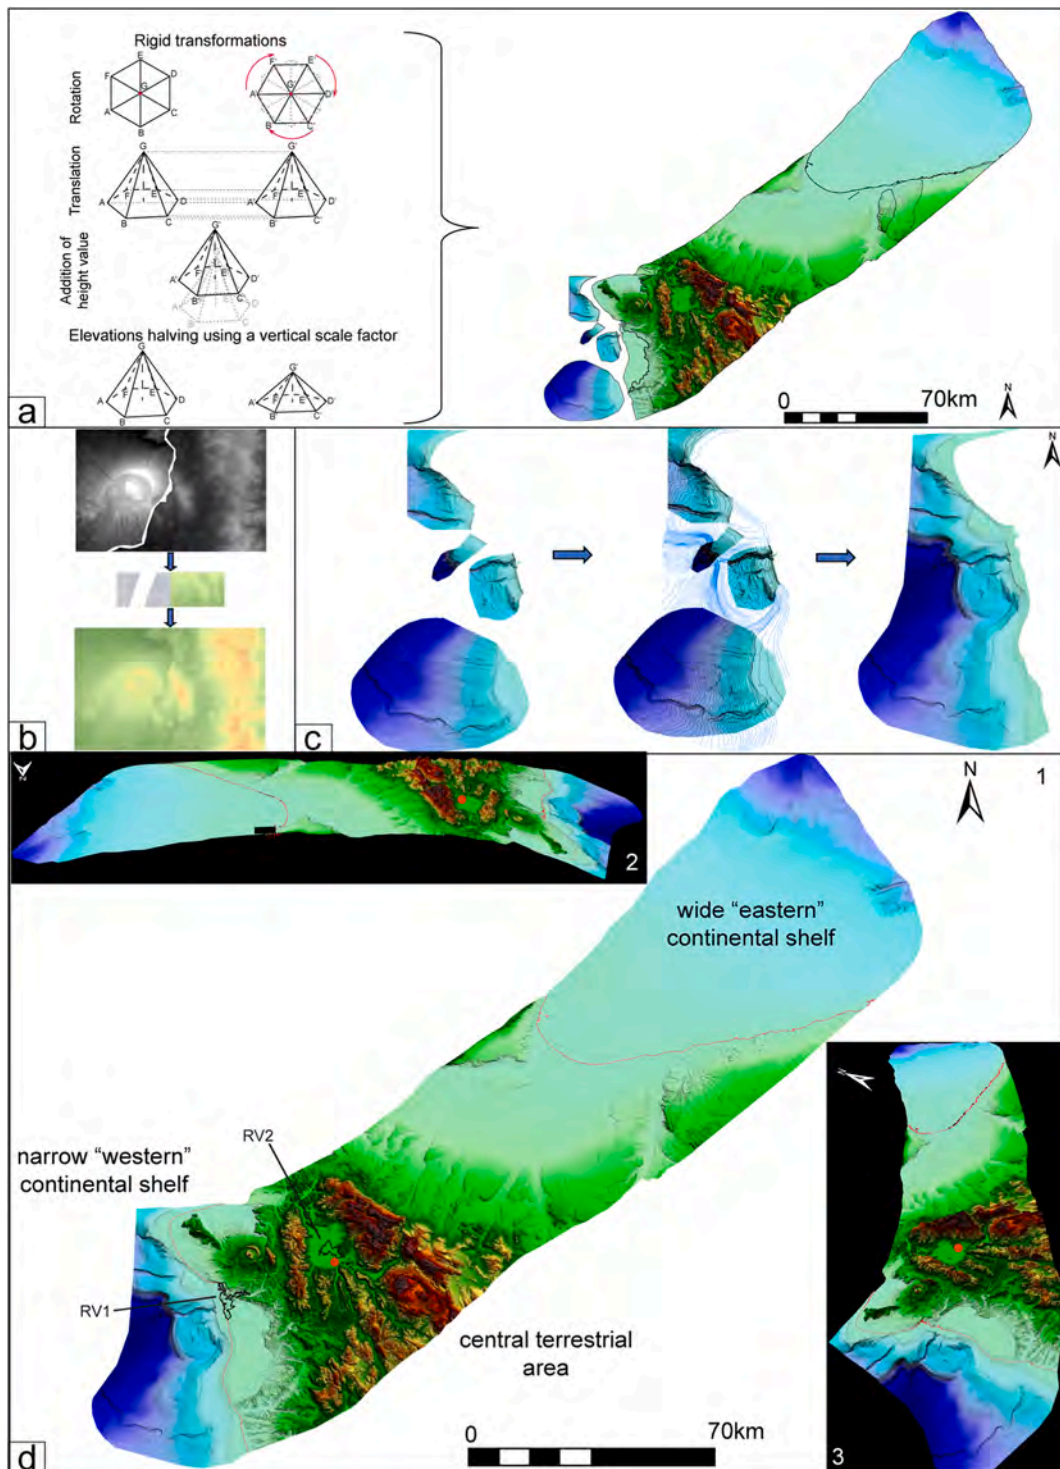 Rigid transformations
Rotation
E
F
D
G
A
C
B
F'
E'
A'
G'
D'
B'
C'
Translation
G
G'
F
E
A
D
B
C
F
E
A'
D'
B'
C'
Addition of
height value
G'
A'
F
E
D'
B'
C'
A
D
B
C
Elevations halving using a vertical scale factor
G
F
E
A
D
B
C
G'
F
E
A'
D'
B'
C'
0 70km
N
a
b
c
N
N
2
N
1
wide “eastern”
continental shelf
RV2
narrow “western”
continental shelf
RV1
central terrestrial
area
0 70km
3
d